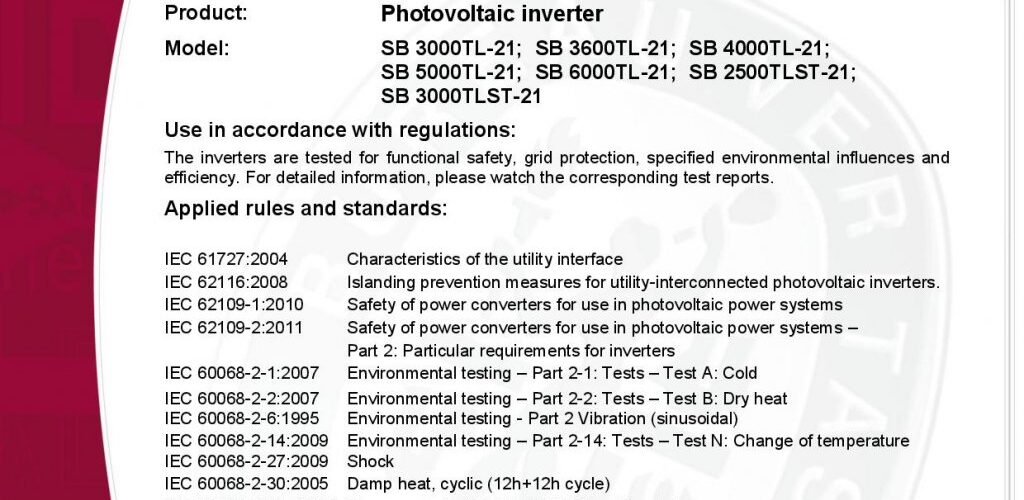 Product: Photovoltaic inverter
Model: SB 3000TL-21; SB 3600TL-21; SB 4000TL-21;
SB 5000TL-21; SB 6000TL-21; SB 2500TLST-21;
SB 3000TLST-21
Use in accordance with regulations:
The inverters are tested for functional safety, grid protection, specified environmental influences and
efficiency. For detailed information, please watch the corresponding test reports.
Applied rules and standards:
IEC 61727:2004 Characteristics of the utility interface
IEC 62116:2008 Islanding prevention measures for utility-interconnected photovoltaic inverters.
IEC 62109-1:2010 Safety of power converters for use in photovoltaic power systems
IEC 62109-2:2011 Safety of power converters for use in photovoltaic power systems –
Part 2: Particular requirements for inverters
IEC 60068-2-1:2007 Environmental testing – Part 2-1: Tests – Test A: Cold
IEC 60068-2-2:2007 Environmental testing – Part 2-2: Tests – Test B: Dry heat
IEC 60068-2-6:1995 Environmental testing - Part 2 Vibration (sinusoidal)
IEC 60068-2-14:2009 Environmental testing – Part 2-14: Tests – Test N: Change of temperature
IEC 60068-2-27:2009 Shock
IEC 60068-2-30:2005 Damp heat, cyclic (12h+12h cycle)